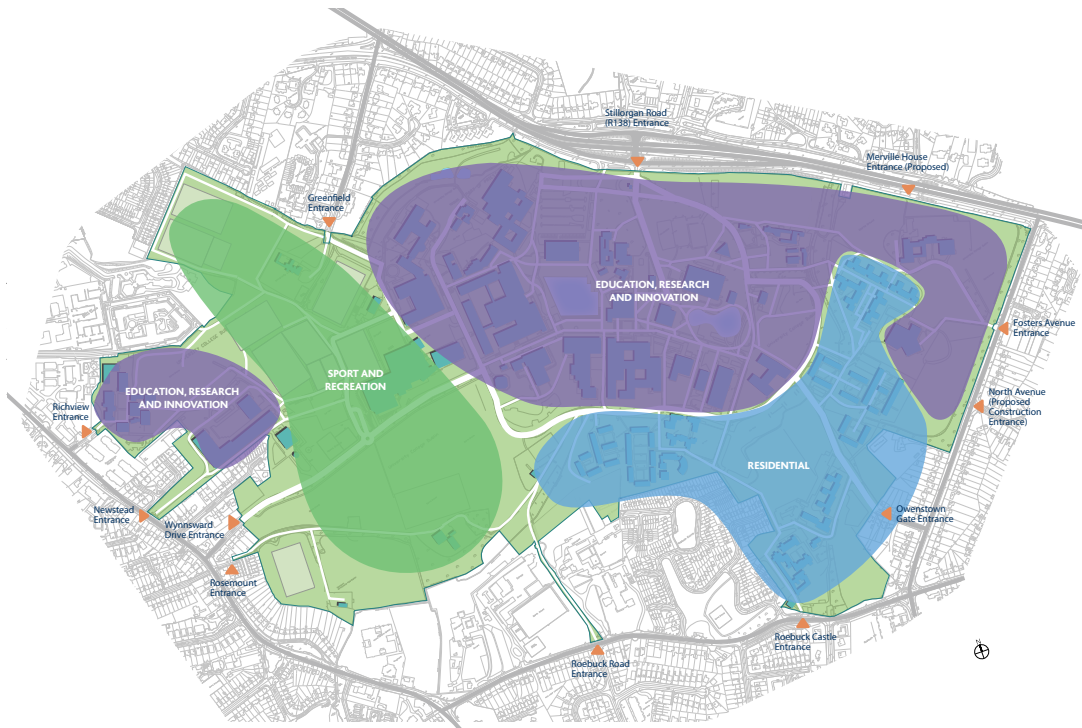 Stillorgan Road
(R138) Entrance
Merville House
Entrance (Proposed)
Greenfield
Entrance
EDUCATION, RESEARCH
AND INNOVATION
Fosters Avenue
Entrance
SPORT AND
RECREATION
EDUCATION, RESEARCH
AND INNOVATION
Richview
Entrance
North Avenue
(Proposed
Construction
Entrance)
RESIDENTIAL
Newstead
Entrance
Wynnsward
Drive Entrance
Owenstown
Gate Entrance
Rosemount
Entrance
Roebuck Castle
Entrance
Roebuck Road
Entrance